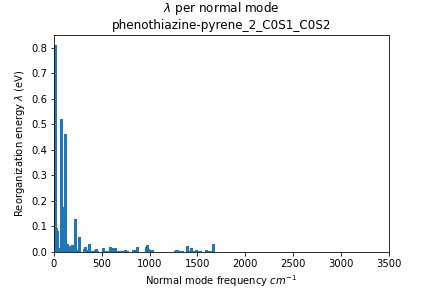 λ per normal mode
phenothiazine-pyrene_2_C0S1_C0S2
Reorganization energy λ (eV)
0.8
0.7
0.6
0.5
0.4
0.3
0.2
0.1
0.0
0 500 1000 1500 2000 2500 3000 3500
Normal mode frequency cm⁻¹